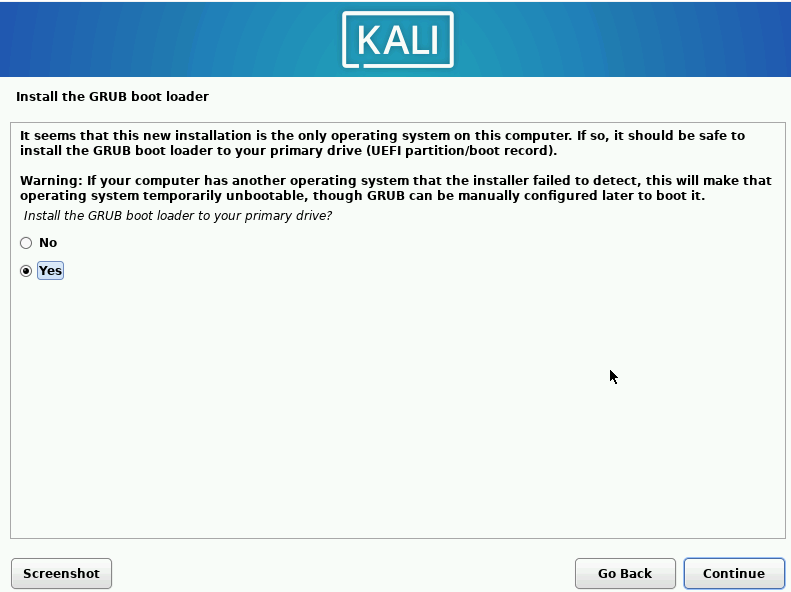 KALI
Install the GRUB boot loader
It seems that this new installation is the only operating system on this computer. If so, it should be safe to
install the GRUB boot loader to your primary drive (UEFI partition/boot record).
Warning: If your computer has another operating system that the installer failed to detect, this will make that
operating system temporarily unbootable, though GRUB can be manually configured later to boot it.
Install the GRUB boot loader to your primary drive?
No
Yes
Screenshot
Go Back
Continue